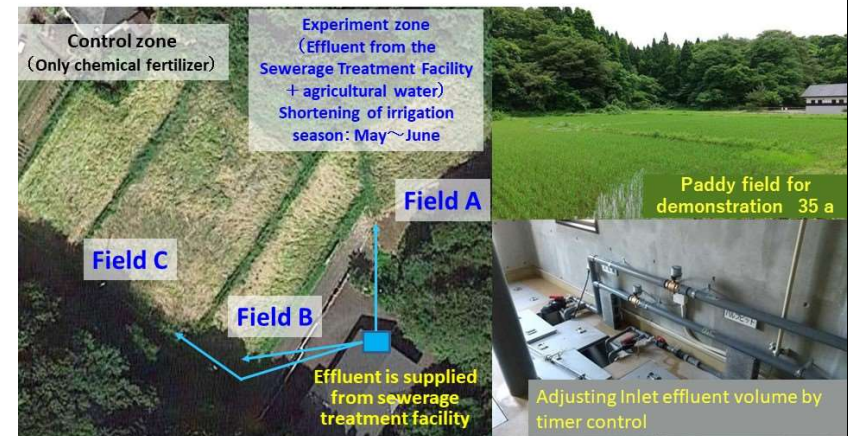 Control zone
（Only chemical fertilizer）
Experiment zone
（Effluent from the
Sewerage Treatment Facility
＋agricultural water）
Shortening of irrigation
season：May～June
Field A
Field C
Field B
Effluent is supplied
from sewerage
treatment facility
Paddy field for
demonstration 35 a
Adjusting Inlet effluent volume by
timer control